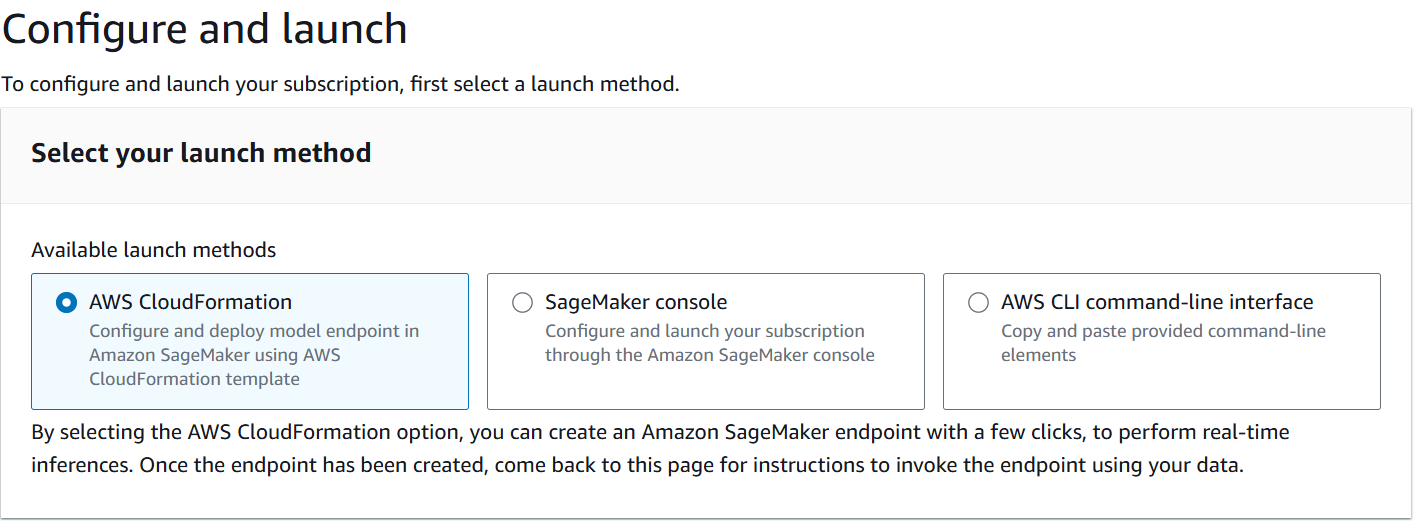 Configure and launch
To configure and launch your subscription, first select a launch method.
Select your launch method
Available launch methods
AWS CloudFormation
Configure and deploy model endpoint in
Amazon SageMaker using AWS
CloudFormation template
SageMaker console
Configure and launch your subscription
through the Amazon SageMaker console
AWS CLI command-line interface
Copy and paste provided command-line
elements
By selecting the AWS CloudFormation option, you can create an Amazon SageMaker endpoint with a few clicks, to perform real-time
inferences. Once the endpoint has been created, come back to this page for instructions to invoke the endpoint using your data.